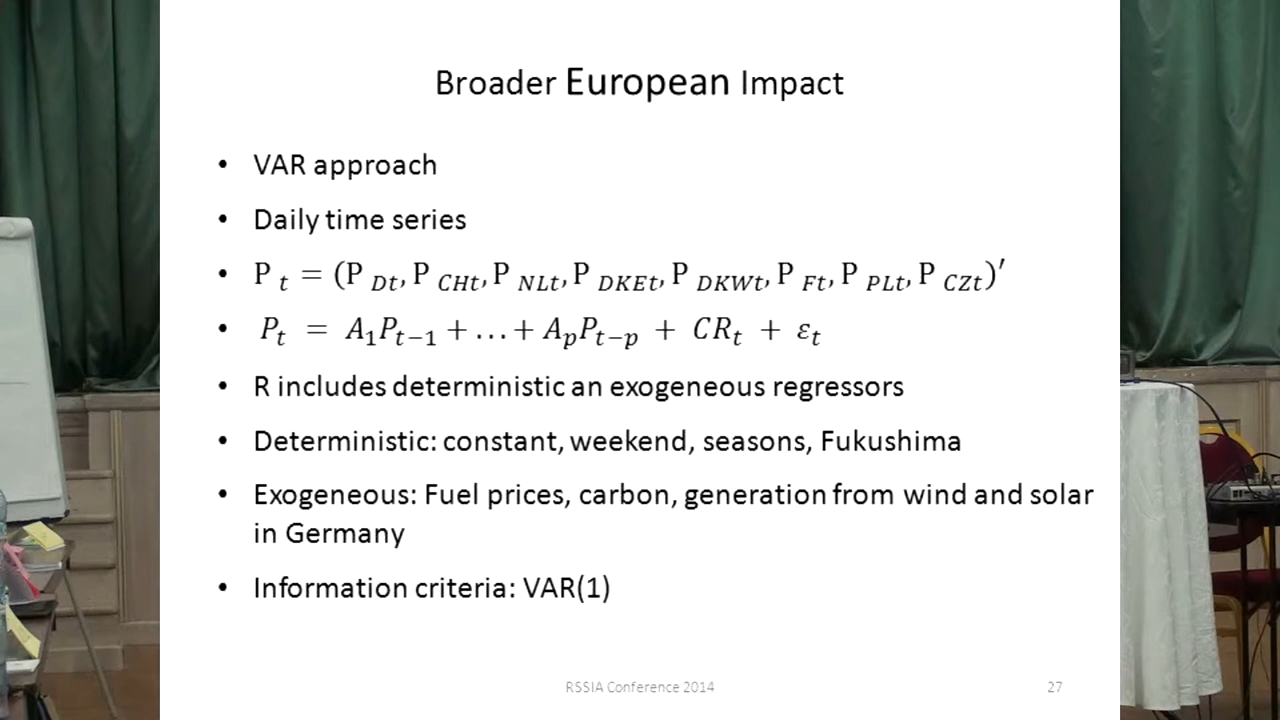 Broader European Impact
• VAR approach
• Daily time series
• P t = (P Dt, P CHt, P NLt, P DKEt, P DKWt, P Ft, P PLt, P CZt)′
• Pₜ = A₁Pₜ₋₁ + … + AₚPₜ₋ₚ + CRₜ + εₜ
• R includes deterministic an exogeneous regressors
• Deterministic: constant, weekend, seasons, Fukushima
• Exogeneous: Fuel prices, carbon, generation from wind and solar
in Germany
• Information criteria: VAR(1)
RSSIA Conference 2014 27